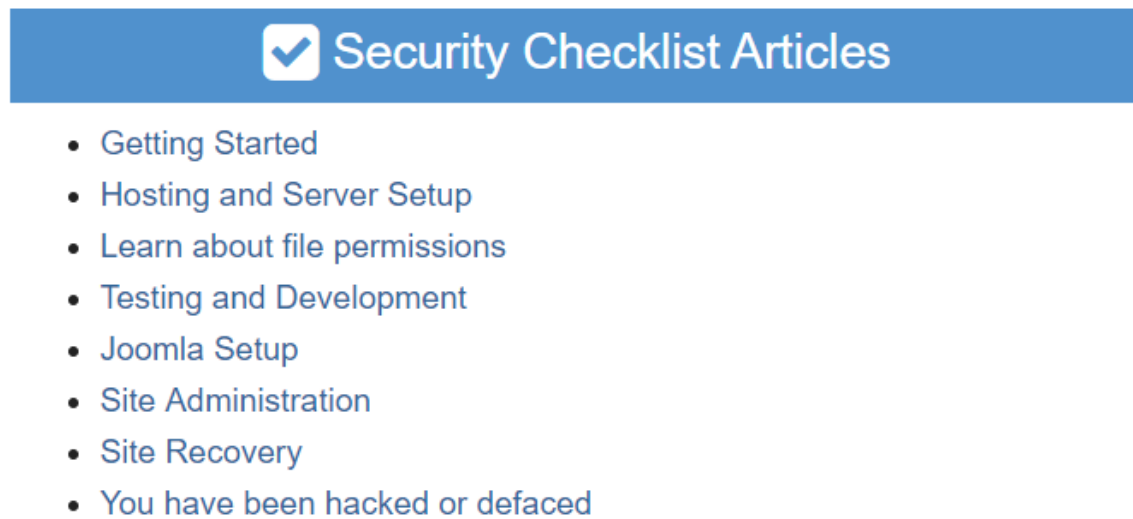 Security Checklist Articles
Getting Started
Hosting and Server Setup
Learn about file permissions
Testing and Development
Joomla Setup
Site Administration
Site Recovery
You have been hacked or defaced